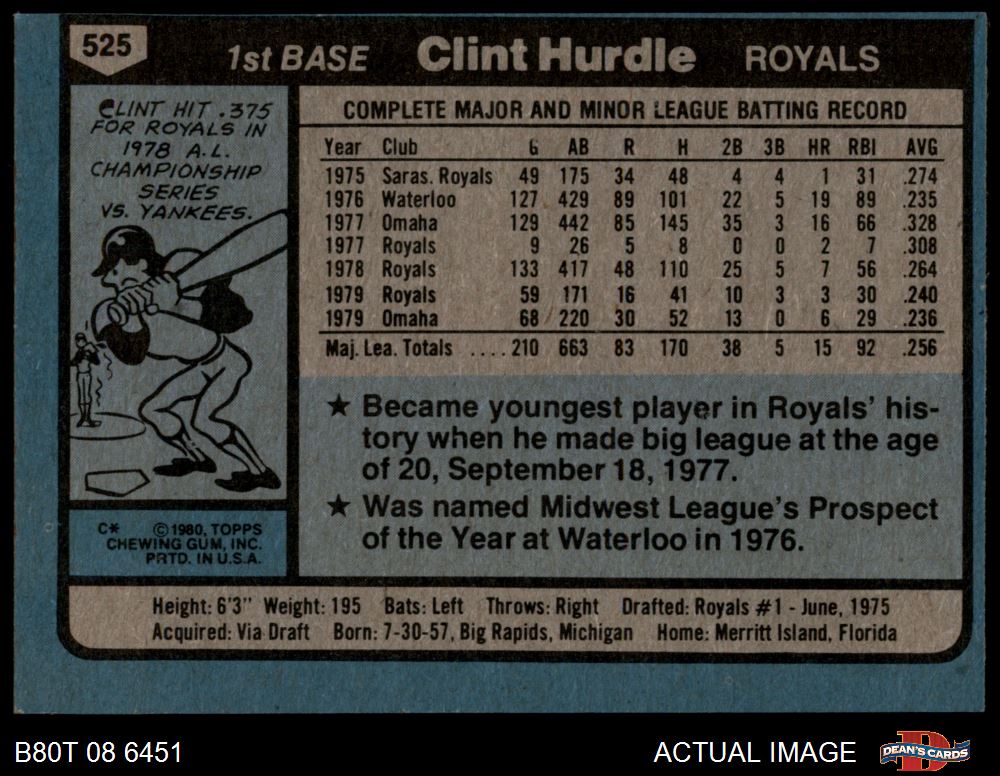 525
1st BASE Clint Hurdle ROYALS
CLINT HIT .375
FOR ROYALS IN
1978 A.L.
CHAMPIONSHIP
SERIES
VS. YANKEES.
C* ©1980, TOPPS
CHEWING GUM, INC.
PRTD. IN U.S.A.
COMPLETE MAJOR AND MINOR LEAGUE BATTING RECORD
Year Club G AB R H 2B 3B HR RBI AVG
1975 Saras. Royals 49 175 34 48 4 4 1 31 .274
1976 Waterloo 127 429 89 101 22 5 19 89 .235
1977 Omaha 129 442 85 145 35 3 16 66 .328
1977 Royals 9 26 5 8 0 0 2 7 .308
1978 Royals 133 417 48 110 25 5 7 56 .264
1979 Royals 59 171 16 41 10 3 3 30 .240
1979 Omaha 68 220 30 52 13 0 6 29 .236
Maj. Lea. Totals ....210 663 83 170 38 5 15 92 .256
★ Became youngest player in Royals' his-
tory when he made big league at the age
of 20, September 18, 1977.
★ Was named Midwest League's Prospect
of the Year at Waterloo in 1976.
Height: 6'3" Weight: 195 Bats: Left Throws: Right Drafted: Royals #1 - June, 1975
Acquired: Via Draft Born: 7-30-57, Big Rapids, Michigan Home: Merritt Island, Florida
B80T 08 6451 ACTUAL IMAGE D DEAN'S CARDS